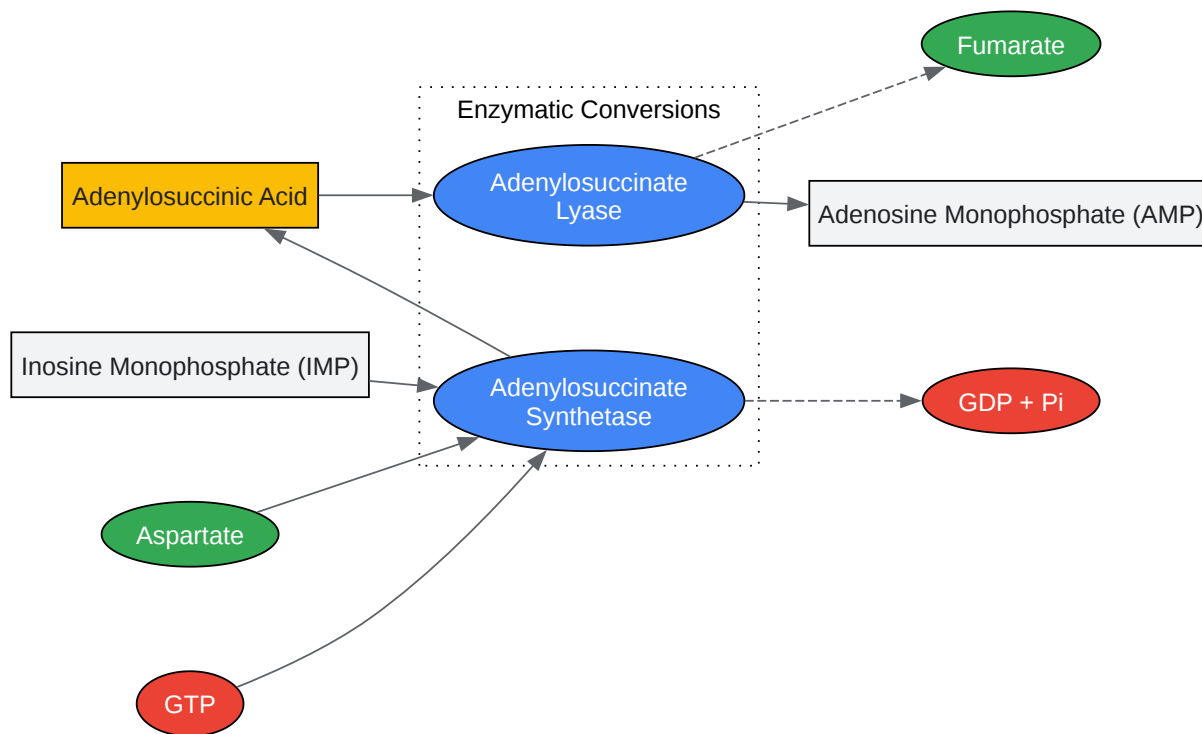 Fumarate
Enzymatic Conversions
Adenylosuccinic Acid
Adenylosuccinate
Lyase
Adenosine Monophosphate (AMP)
Inosine Monophosphate (IMP)
Adenylosuccinate
Synthetase
GDP + Pi
Aspartate
GTP